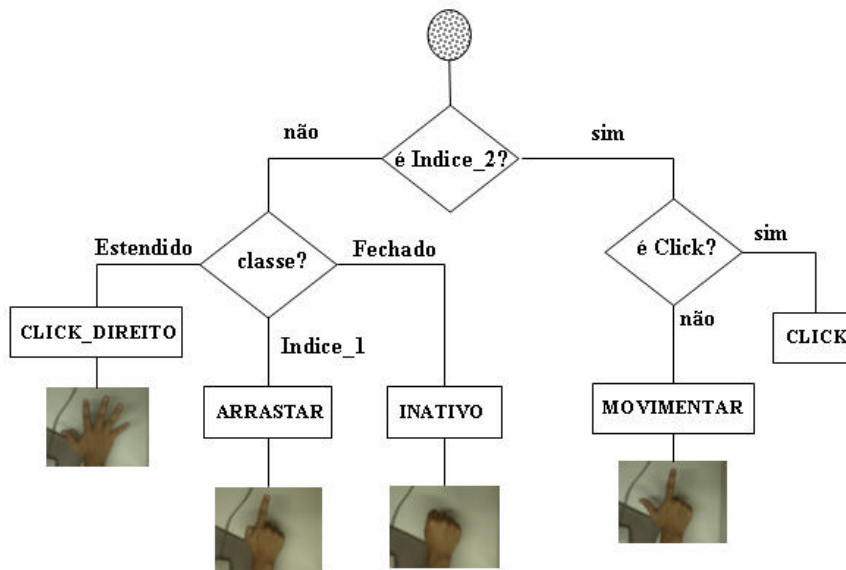 não
é Indice_2?
sim
Estendido
classe?
Fechado
é Click?
sim
CLICK_DIREITO
Indice_1
não
CLICK
ARRASTAR
INATIVO
MOVIMENTAR